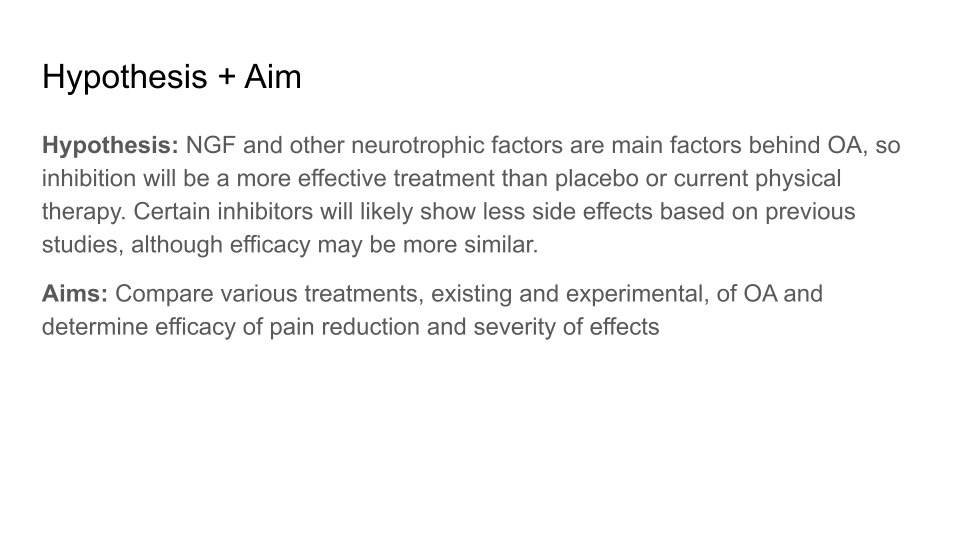 Hypothesis + Aim
Hypothesis: NGF and other neurotrophic factors are main factors behind OA, so
inhibition will be a more effective treatment than placebo or current physical
therapy. Certain inhibitors will likely show less side effects based on previous
studies, although efficacy may be more similar.
Aims: Compare various treatments, existing and experimental, of OA and
determine efficacy of pain reduction and severity of effects